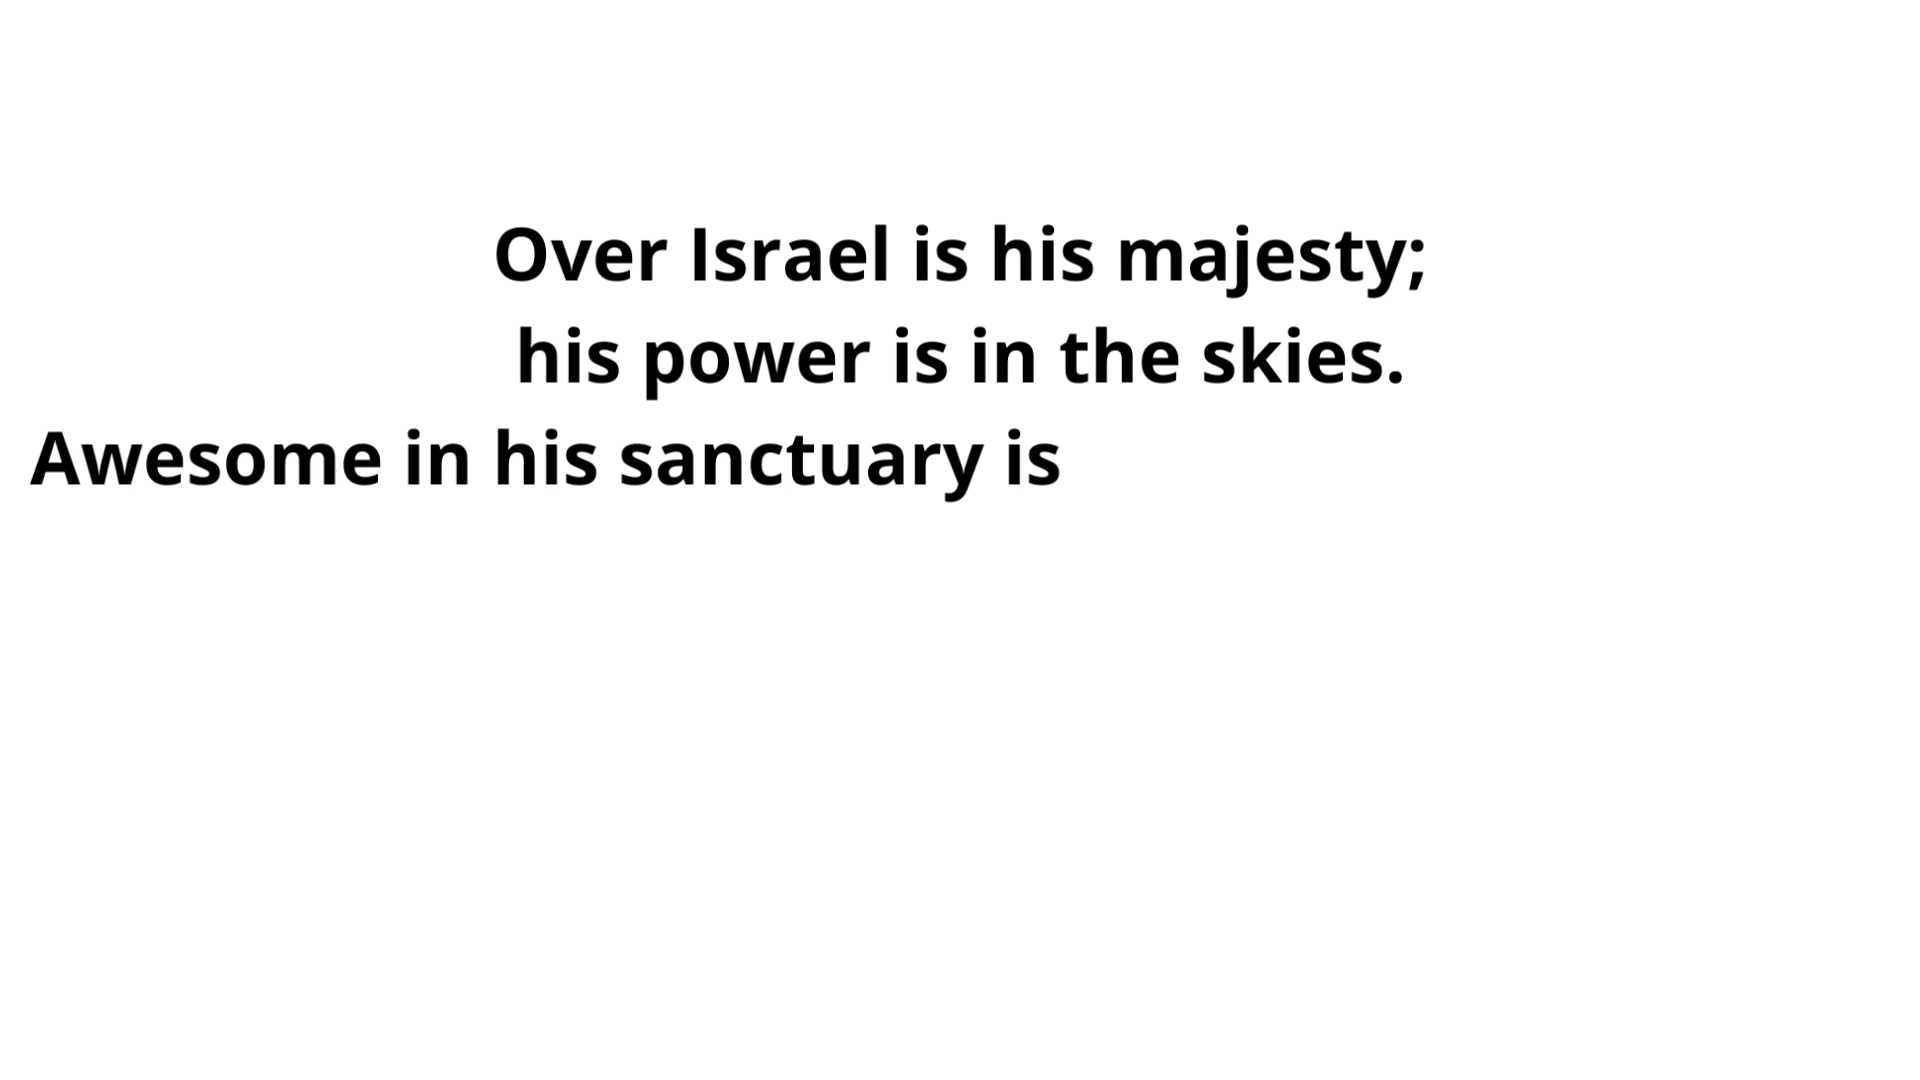 Over Israel is his majesty;
his power is in the skies.
Awesome in his sanctuary is